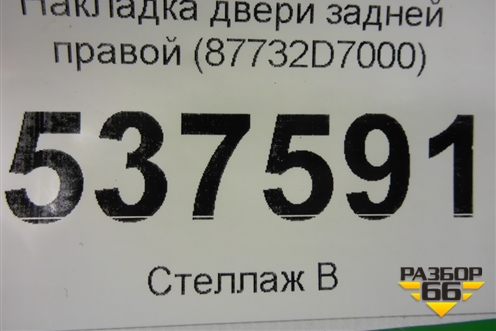 Накладка двери задней
правой (87732D7000)
537591
Стеллаж В
РАЗБОР
66